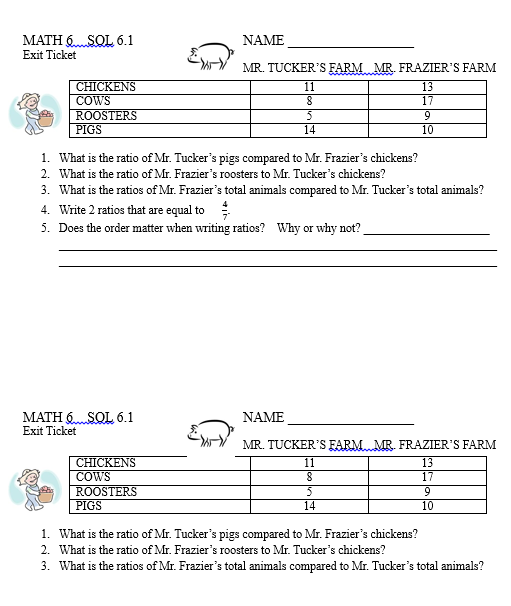 MATH 6 SOL 6.1 NAME ____________________
Exit Ticket
MR. TUCKER'S FARM MR. FRAZIER'S FARM
CHICKENS 11 13
COWS 8 17
ROOSTERS 5 9
PIGS 14 10
1. What is the ratio of Mr. Tucker's pigs compared to Mr. Frazier's chickens?
2. What is the ratio of Mr. Frazier's roosters to Mr. Tucker's chickens?
3. What is the ratios of Mr. Frazier's total animals compared to Mr. Tucker's total animals?
4. Write 2 ratios that are equal to 4/7.
5. Does the order matter when writing ratios? Why or why not? ____________________
MATH 6 SOL 6.1 NAME ____________________
Exit Ticket
MR. TUCKER'S FARM MR. FRAZIER'S FARM
CHICKENS 11 13
COWS 8 17
ROOSTERS 5 9
PIGS 14 10
1. What is the ratio of Mr. Tucker's pigs compared to Mr. Frazier's chickens?
2. What is the ratio of Mr. Frazier's roosters to Mr. Tucker's chickens?
3. What is the ratios of Mr. Frazier's total animals compared to Mr. Tucker's total animals?